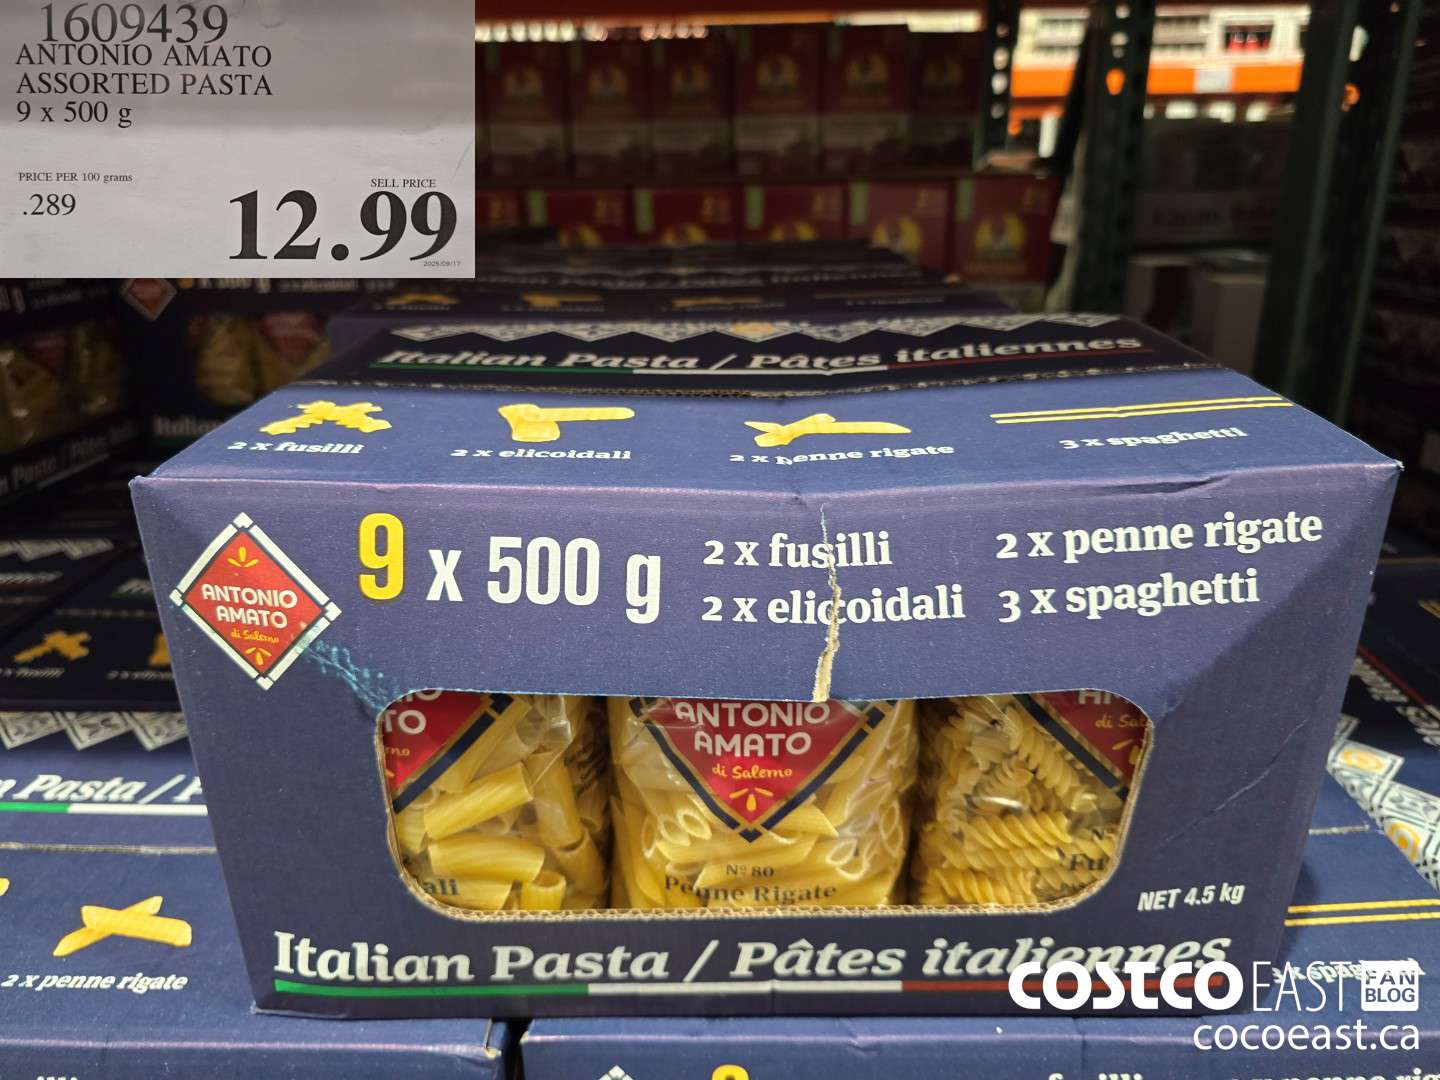 1609439
ANTONIO AMATO
ASSORTED PASTA
9 x 500 g
PRICE PER 100 grams
.289
SELL PRICE
12.99
Italian Pasta / Pâtes italiennes
2 x fusilli
2 x elicoidali
2 x penne rigate
3 x spaghetti
ANTONIO
AMATO
di Salerno
9 x 500 g
2 x fusilli
2 x elicoidali
2 x penne rigate
3 x spaghetti
ANTONIO
AMATO
di Salerno
Nº 80
Penne Rigate
NET 4.5 kg
Italian Pasta / Pâtes italiennes
2 x penne rigate
COSTCO EAST FAN BLOG
cocoeast.ca